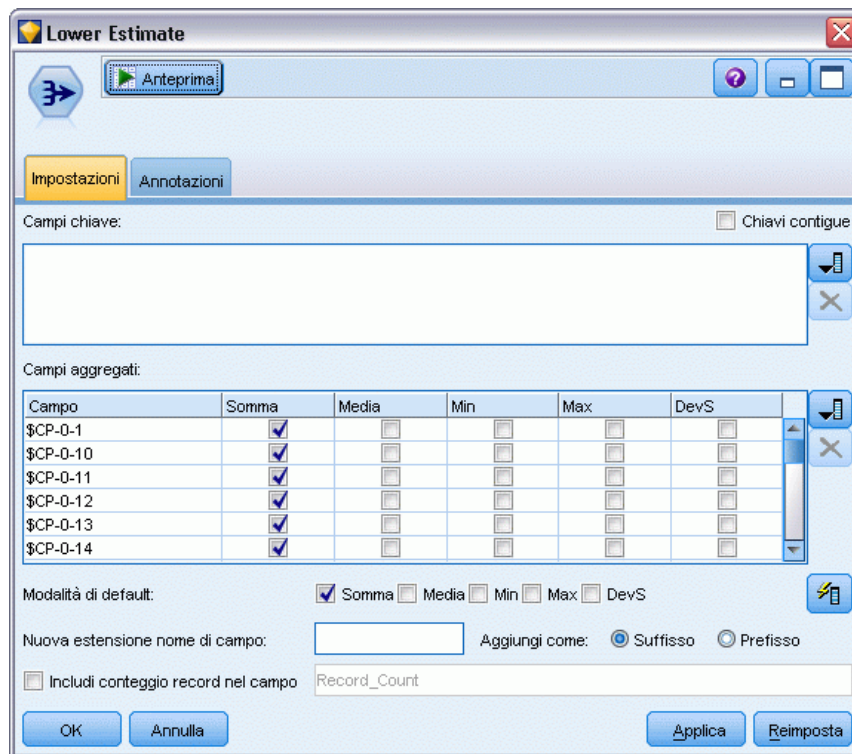 Lower Estimate
Anteprima
Impostazioni Annotazioni
Campi chiave: Chiavi contigue
Campi aggregati:
Campo Somma Media Min Max DevS
$CP-0-1
$CP-0-10
$CP-0-11
$CP-0-12
$CP-0-13
$CP-0-14
Modalità di default: Somma Media Min Max DevS
Nuova estensione nome di campo: Aggiungi come: Suffisso Prefisso
Includi conteggio record nel campo Record_Count
OK Annulla Applica Reimposta